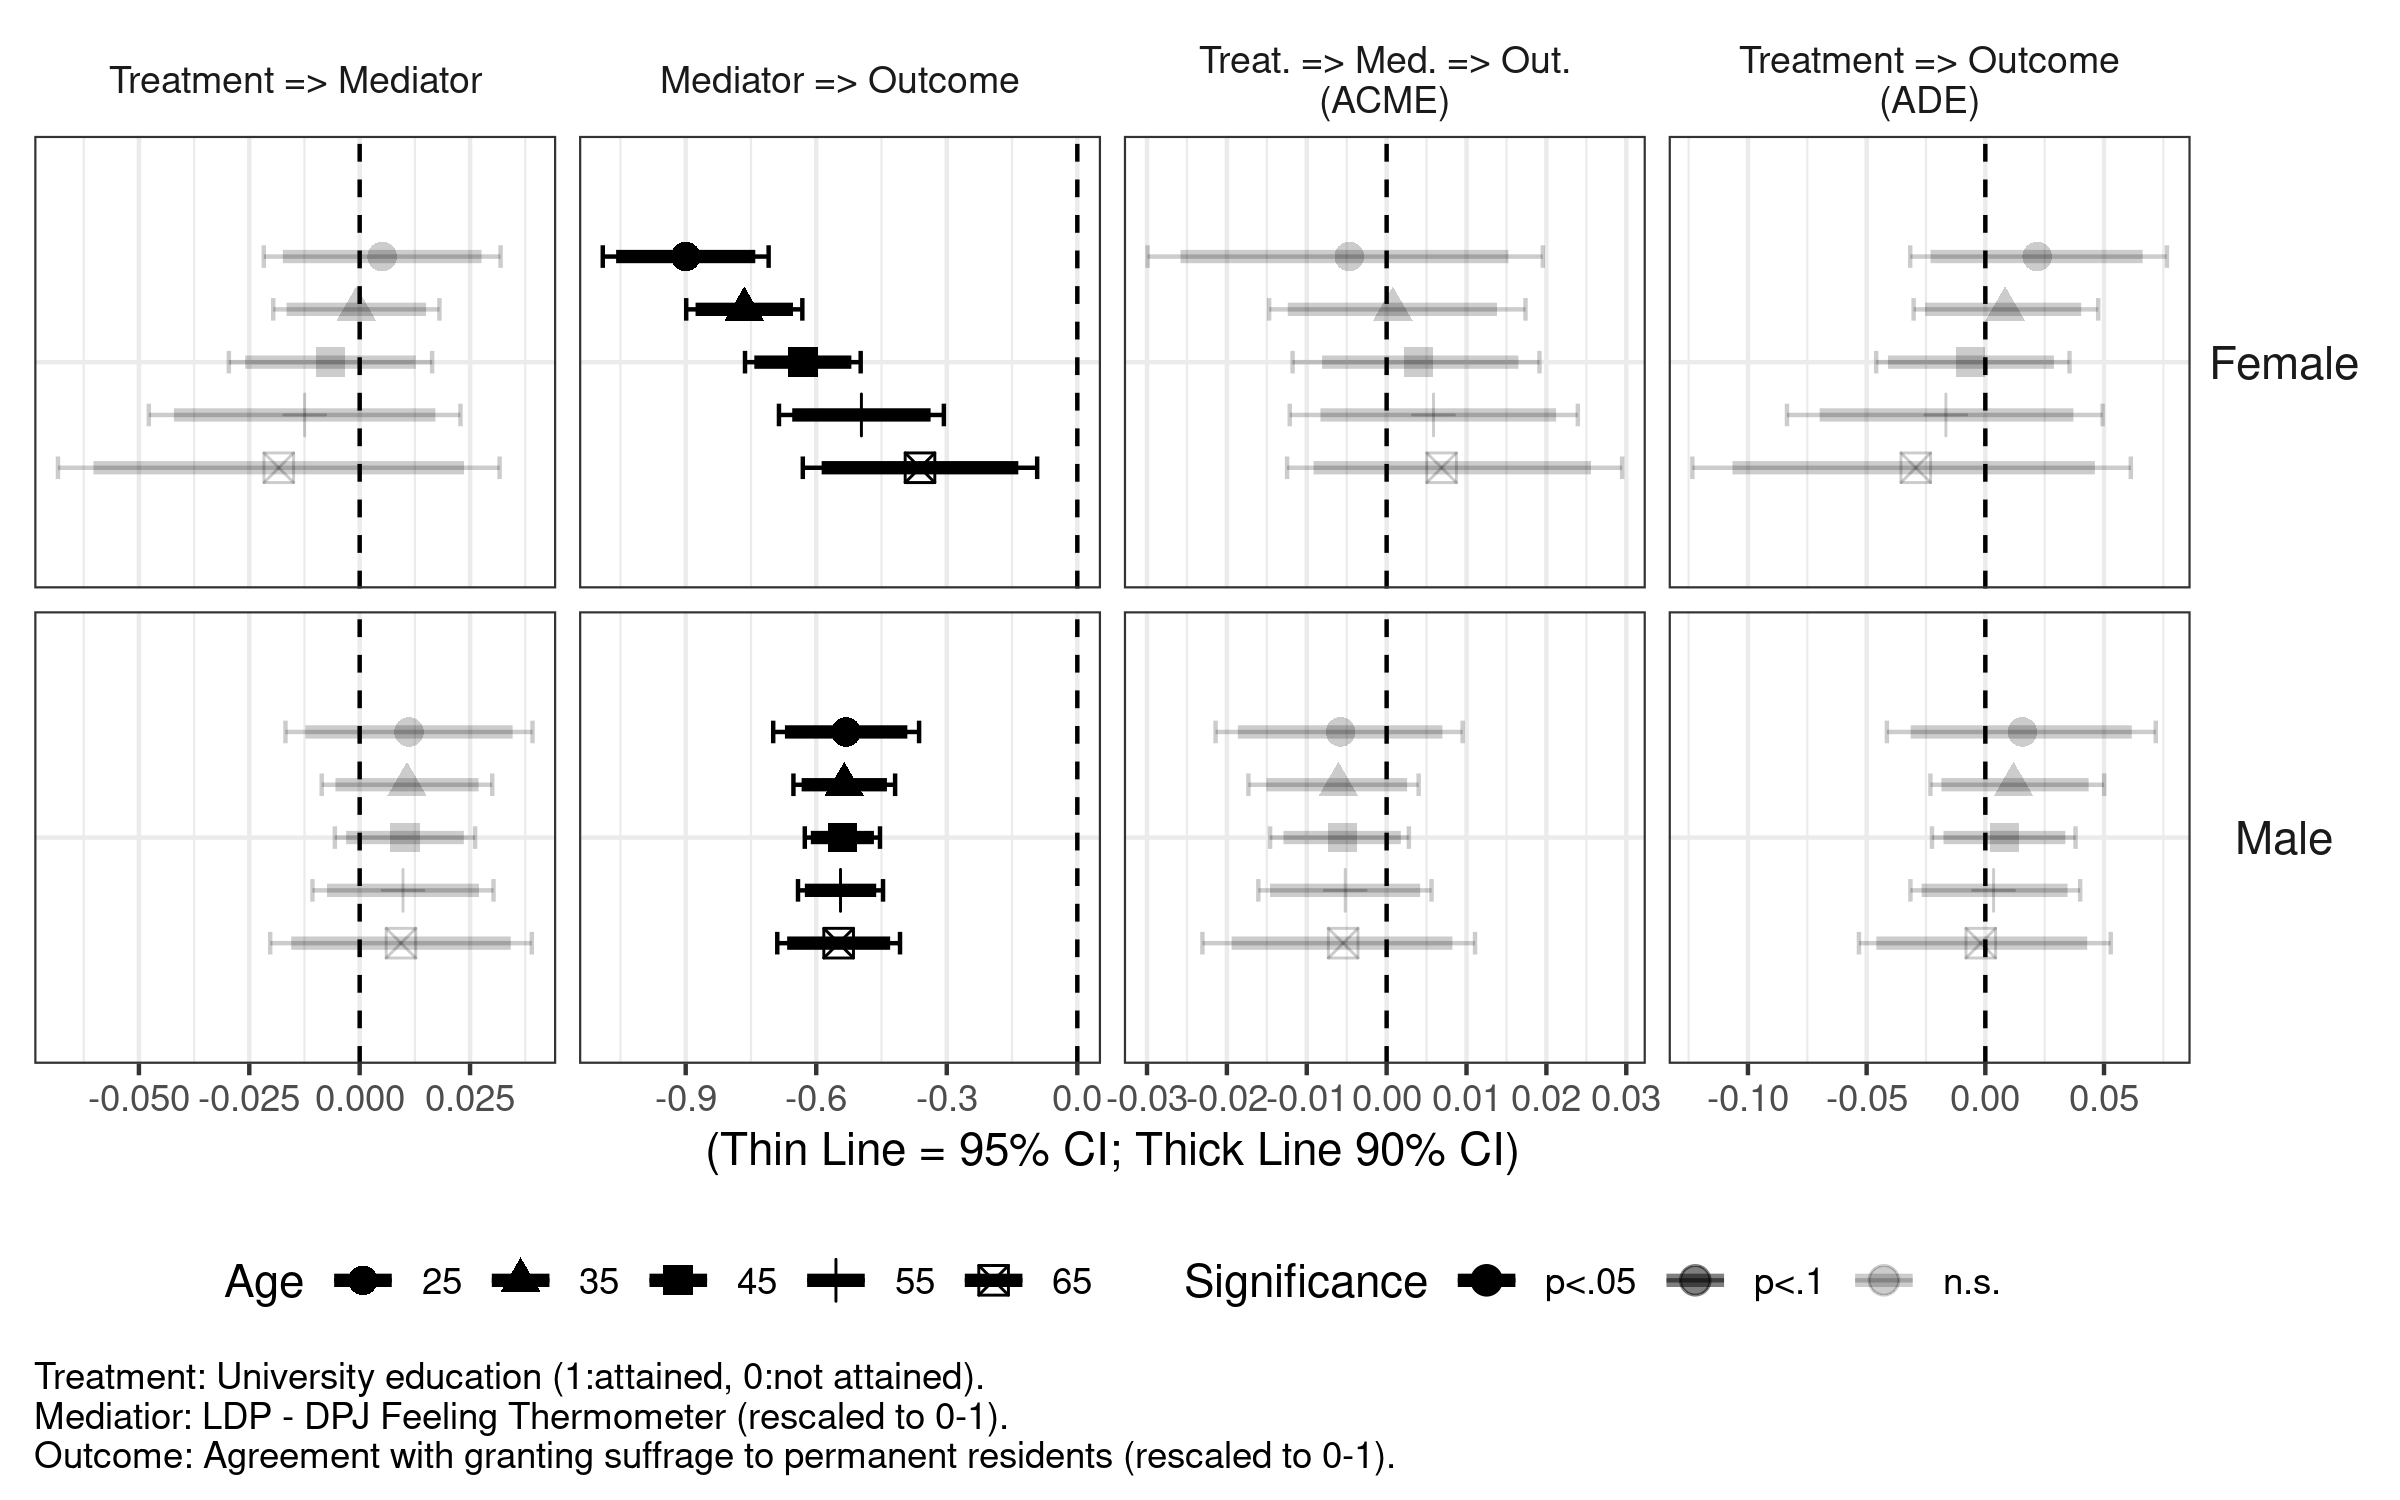 Treatment => Mediator
Mediator => Outcome
Treat. => Med. => Out.
(ACME)
Treatment => Outcome
(ADE)
Female
Male
-0.050 -0.025 0.000 0.025
-0.9 -0.6 -0.3 0.0
-0.03 -0.02 -0.01 0.00 0.01 0.02 0.03
-0.10 -0.05 0.00 0.05
(Thin Line = 95% CI; Thick Line 90% CI)
Age 25 35 45 55 65
Significance p<.05 p<.1 n.s.
Treatment: University education (1:attained, 0:not attained).
Mediatior: LDP - DPJ Feeling Thermometer (rescaled to 0-1).
Outcome: Agreement with granting suffrage to permanent residents (rescaled to 0-1).